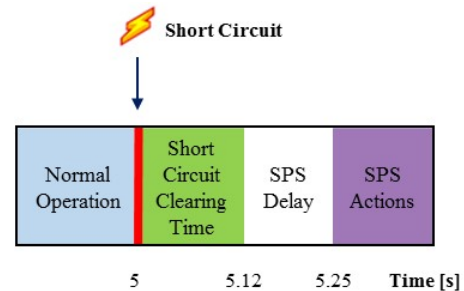 Short Circuit
Normal
Operation
Short
Circuit
Clearing
Time
SPS
Delay
SPS
Actions
5 5.12 5.25 Time [s]